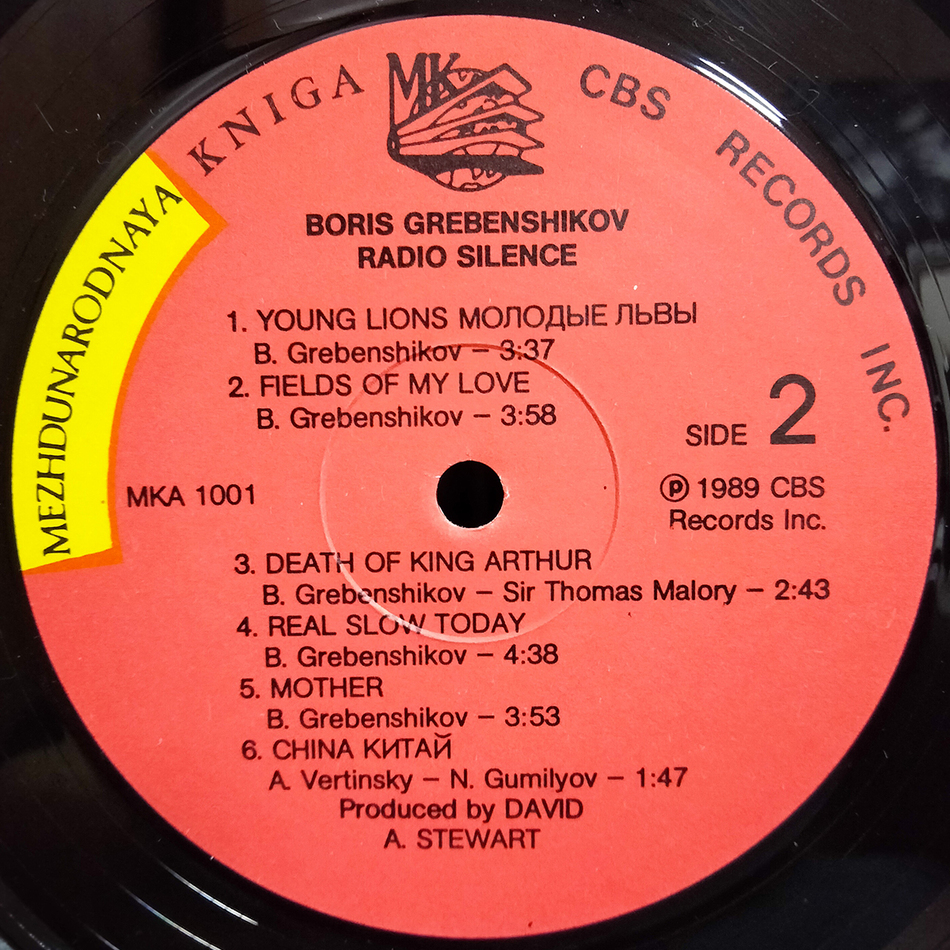 MEZHDUNARODNAYA KNIGA
MK
CBS RECORDS INC.
BORIS GREBENSHIKOV
RADIO SILENCE
1. YOUNG LIONS МОЛОДЫЕ ЛЬВЫ
B. Grebenshikov – 3:37
2. FIELDS OF MY LOVE
B. Grebenshikov – 3:58
SIDE 2
MKA 1001
Ⓟ 1989 CBS
Records Inc.
3. DEATH OF KING ARTHUR
B. Grebenshikov – Sir Thomas Malory – 2:43
4. REAL SLOW TODAY
B. Grebenshikov – 4:38
5. MOTHER
B. Grebenshikov – 3:53
6. CHINA КИТАЙ
A. Vertinsky – N. Gumilyov – 1:47
Produced by DAVID
A. STEWART